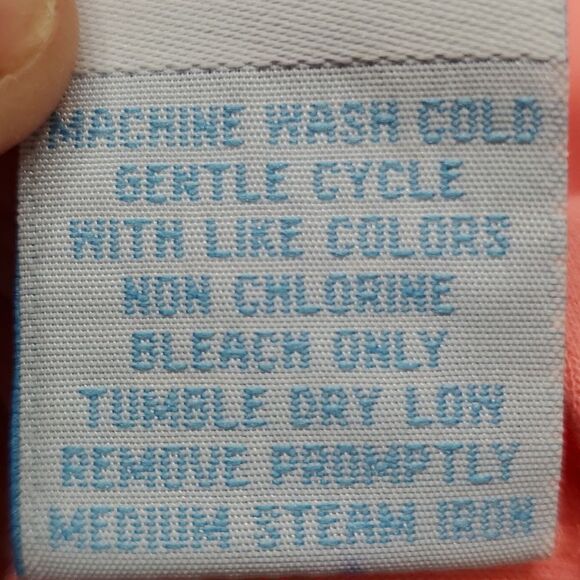 MACHINE WASH COLD
GENTLE CYCLE
WITH LIKE COLORS
NON CHLORINE
BLEACH ONLY
TUMBLE DRY LOW
REMOVE PROMPTLY
MEDIUM STEAM IRON